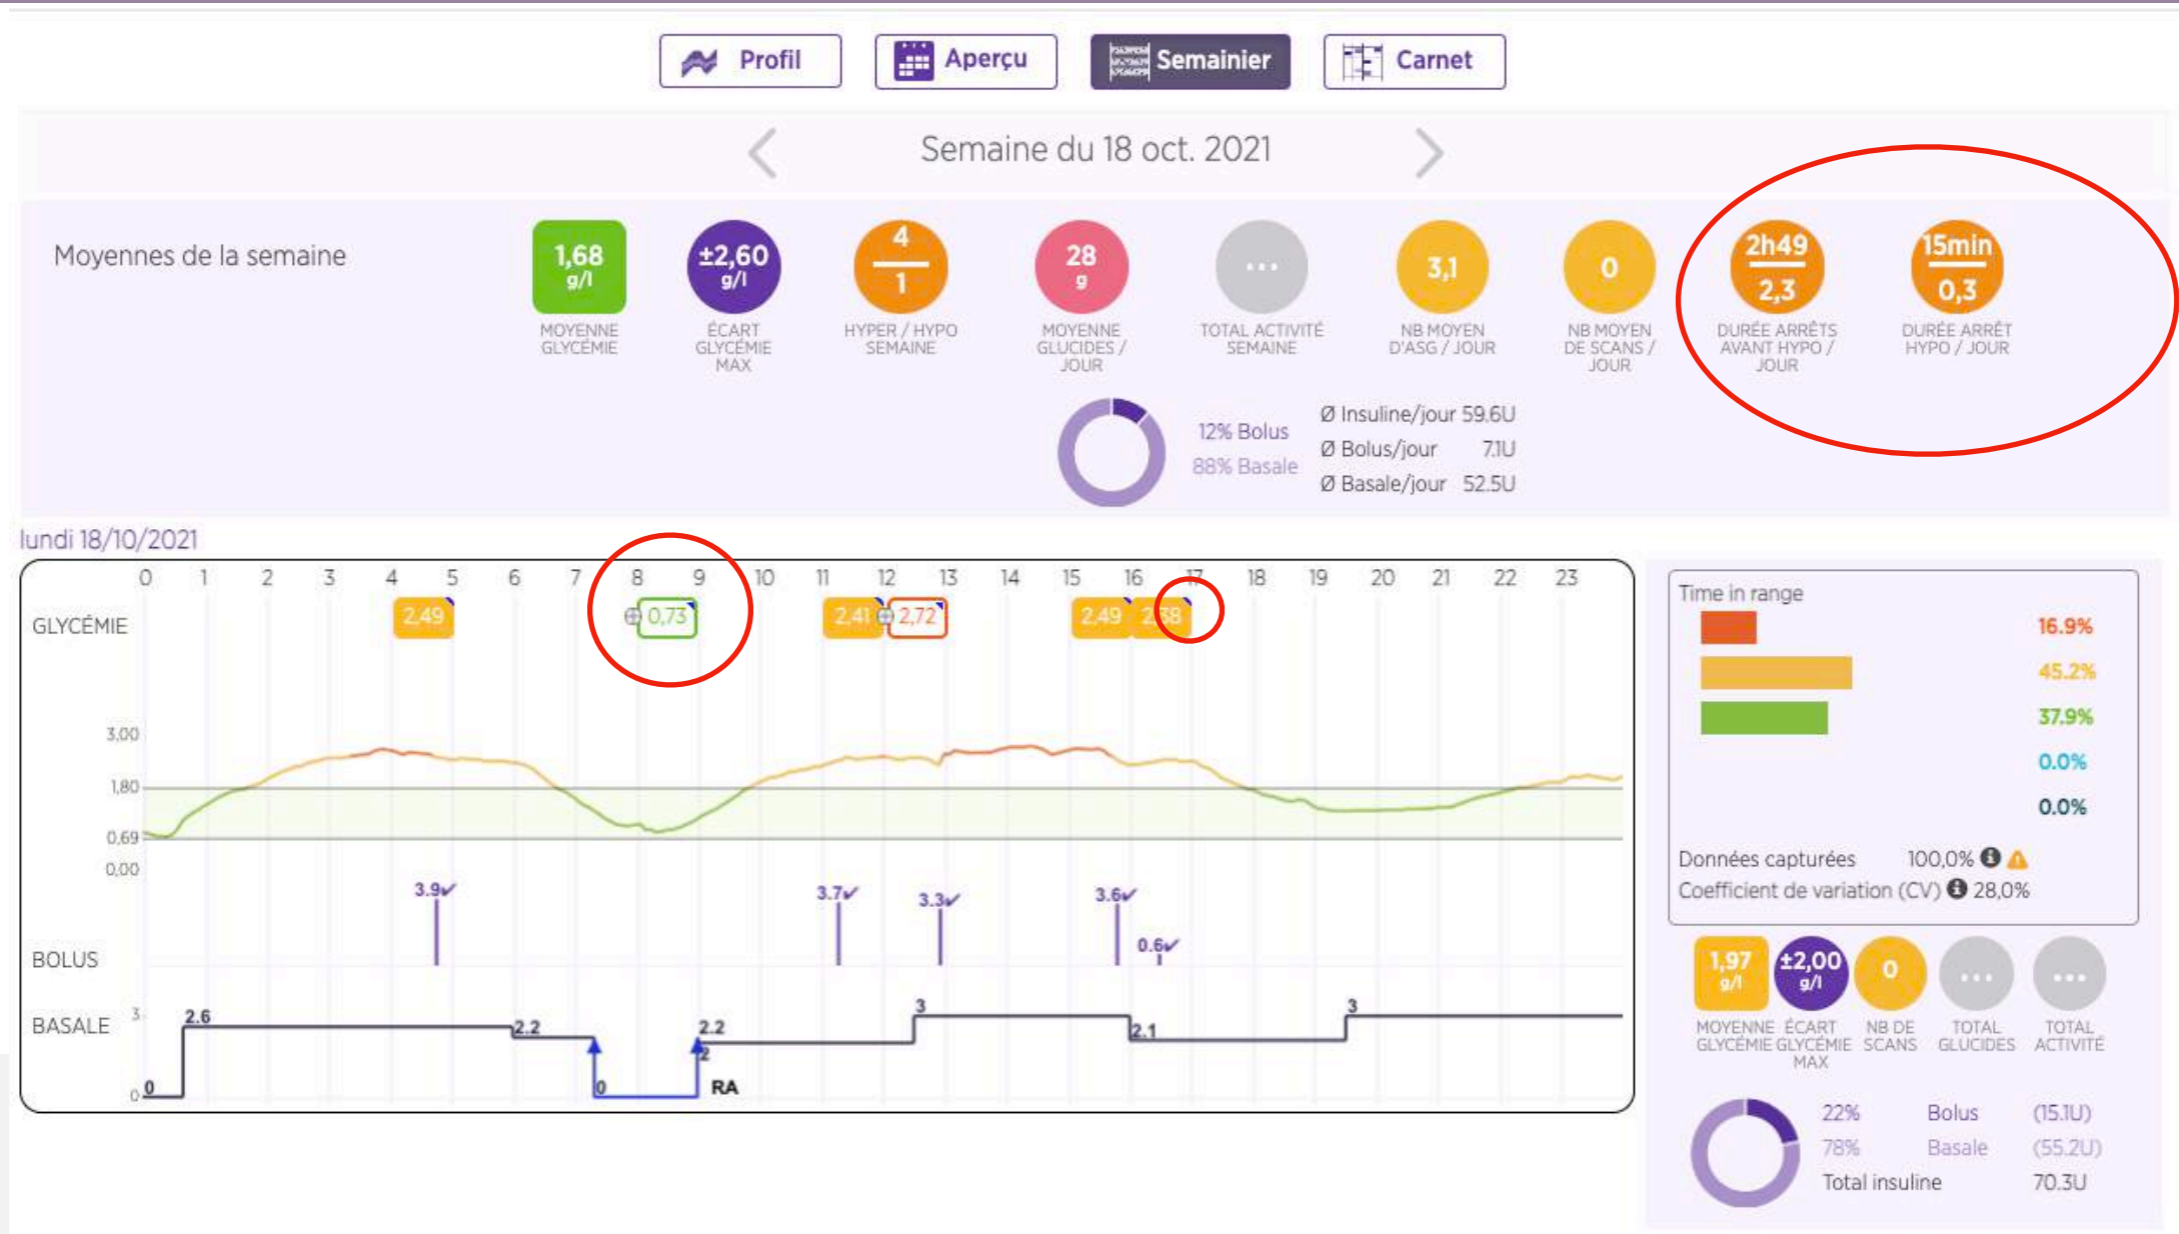 Profil
Aperçu
Semainier
Carnet
Semaine du 18 oct. 2021
Moyennes de la semaine
1,68
g/l
MOYENNE
GLYCÉMIE
±2,60
g/l
ÉCART
GLYCÉMIE
MAX
4
1
HYPER / HYPO
SEMAINE
28
g
MOYENNE
GLUCIDES /
JOUR
...
TOTAL ACTIVITÉ
SEMAINE
3,1
NB MOYEN
D'ASG / JOUR
0
NB MOYEN
DE SCANS /
JOUR
2h49
2,3
DURÉE ARRÊTS
AVANT HYPO /
JOUR
15min
0,3
DURÉE ARRÊT
HYPO / JOUR
12% Bolus
88% Basale
Ø Insuline/jour 59.6U
Ø Bolus/jour 7.1U
Ø Basale/jour 52.5U
lundi 18/10/2021
0 1 2 3 4 5 6 7 8 9 10 11 12 13 14 15 16 17 18 19 20 21 22 23
GLYCÉMIE
2,49 0,73 2,41 2,72 2,49 2,38
3,00
1,80
0,69
0,00
3.9✔ 3.7✔ 3.3✔ 3.6✔ 0.6✔
BOLUS
BASALE
3
0
0 2.6 2.2 0 2.2 2 3 2.1 3
RA
Time in range
16.9%
45.2%
37.9%
0.0%
0.0%
Données capturées 100,0%
Coefficient de variation (CV) 28,0%
1,97
g/l
MOYENNE
GLYCÉMIE
±2,00
g/l
ÉCART
GLYCÉMIE
MAX
0
NB DE
SCANS
...
TOTAL
GLUCIDES
...
TOTAL
ACTIVITÉ
22% Bolus (15.1U)
78% Basale (55.2U)
Total insuline 70.3U